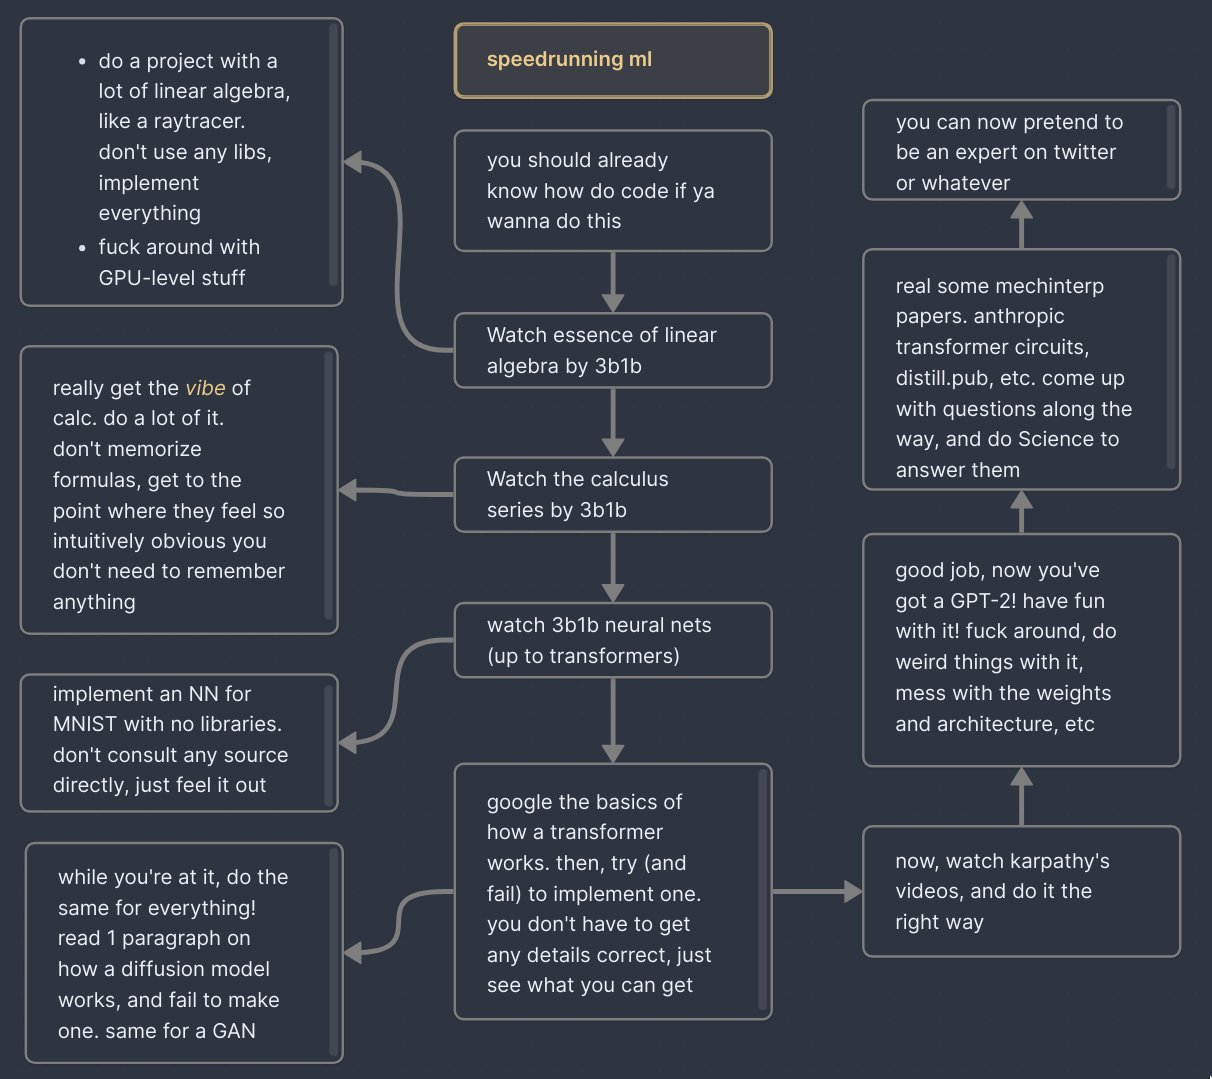 speedrunning ml
you should already
know how do code if ya
wanna do this
Watch essence of linear
algebra by 3b1b
• do a project with a
lot of linear algebra,
like a raytracer.
don't use any libs,
implement
everything
• fuck around with
GPU-level stuff
Watch the calculus
series by 3b1b
really get the vibe of
calc. do a lot of it.
don't memorize
formulas, get to the
point where they feel so
intuitively obvious you
don't need to remember
anything
watch 3b1b neural nets
(up to transformers)
implement an NN for
MNIST with no libraries.
don't consult any source
directly, just feel it out
google the basics of
how a transformer
works. then, try (and
fail) to implement one.
you don't have to get
any details correct, just
see what you can get
while you're at it, do the
same for everything!
read 1 paragraph on
how a diffusion model
works, and fail to make
one. same for a GAN
now, watch karpathy's
videos, and do it the
right way
good job, now you've
got a GPT-2! have fun
with it! fuck around, do
weird things with it,
mess with the weights
and architecture, etc
real some mechinterp
papers. anthropic
transformer circuits,
distill.pub, etc. come up
with questions along the
way, and do Science to
answer them
you can now pretend to
be an expert on twitter
or whatever